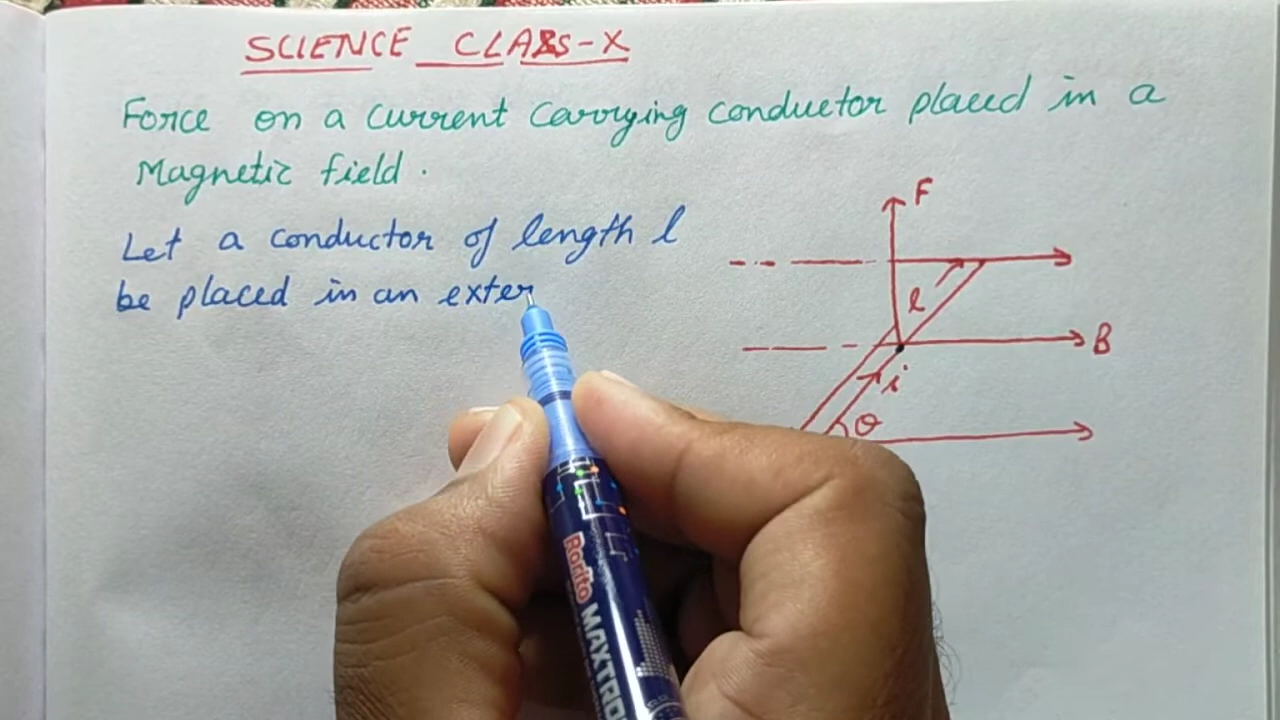 SCIENCE CLASS-X
Force on a current carrying conductor placed in a
Magnetic field.
Let a conductor of length l
be placed in an exter
F
l
B
i
θ
Rorito MAXTRO